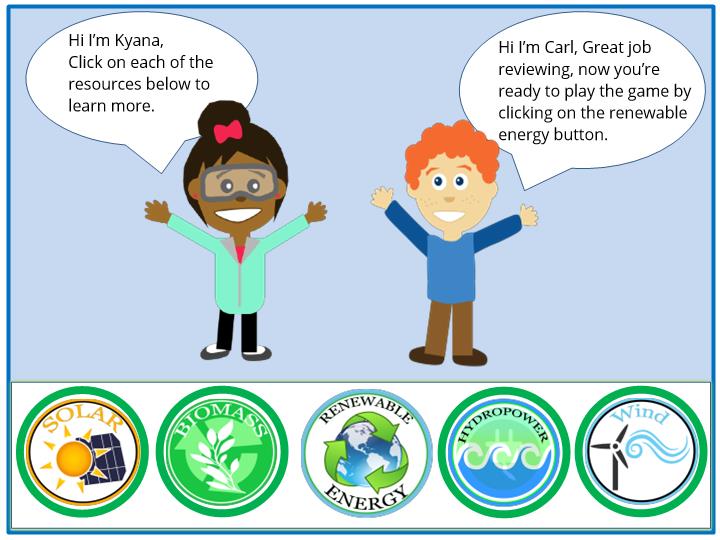 Hi I'm Kyana,
Click on each of the
resources below to
learn more.
Hi I'm Carl, Great job
reviewing, now you're
ready to play the game by
clicking on the renewable
energy button.
SOLAR
BIOMASS
RENEWABLE
ENERGY
HYDROPOWER
Wind